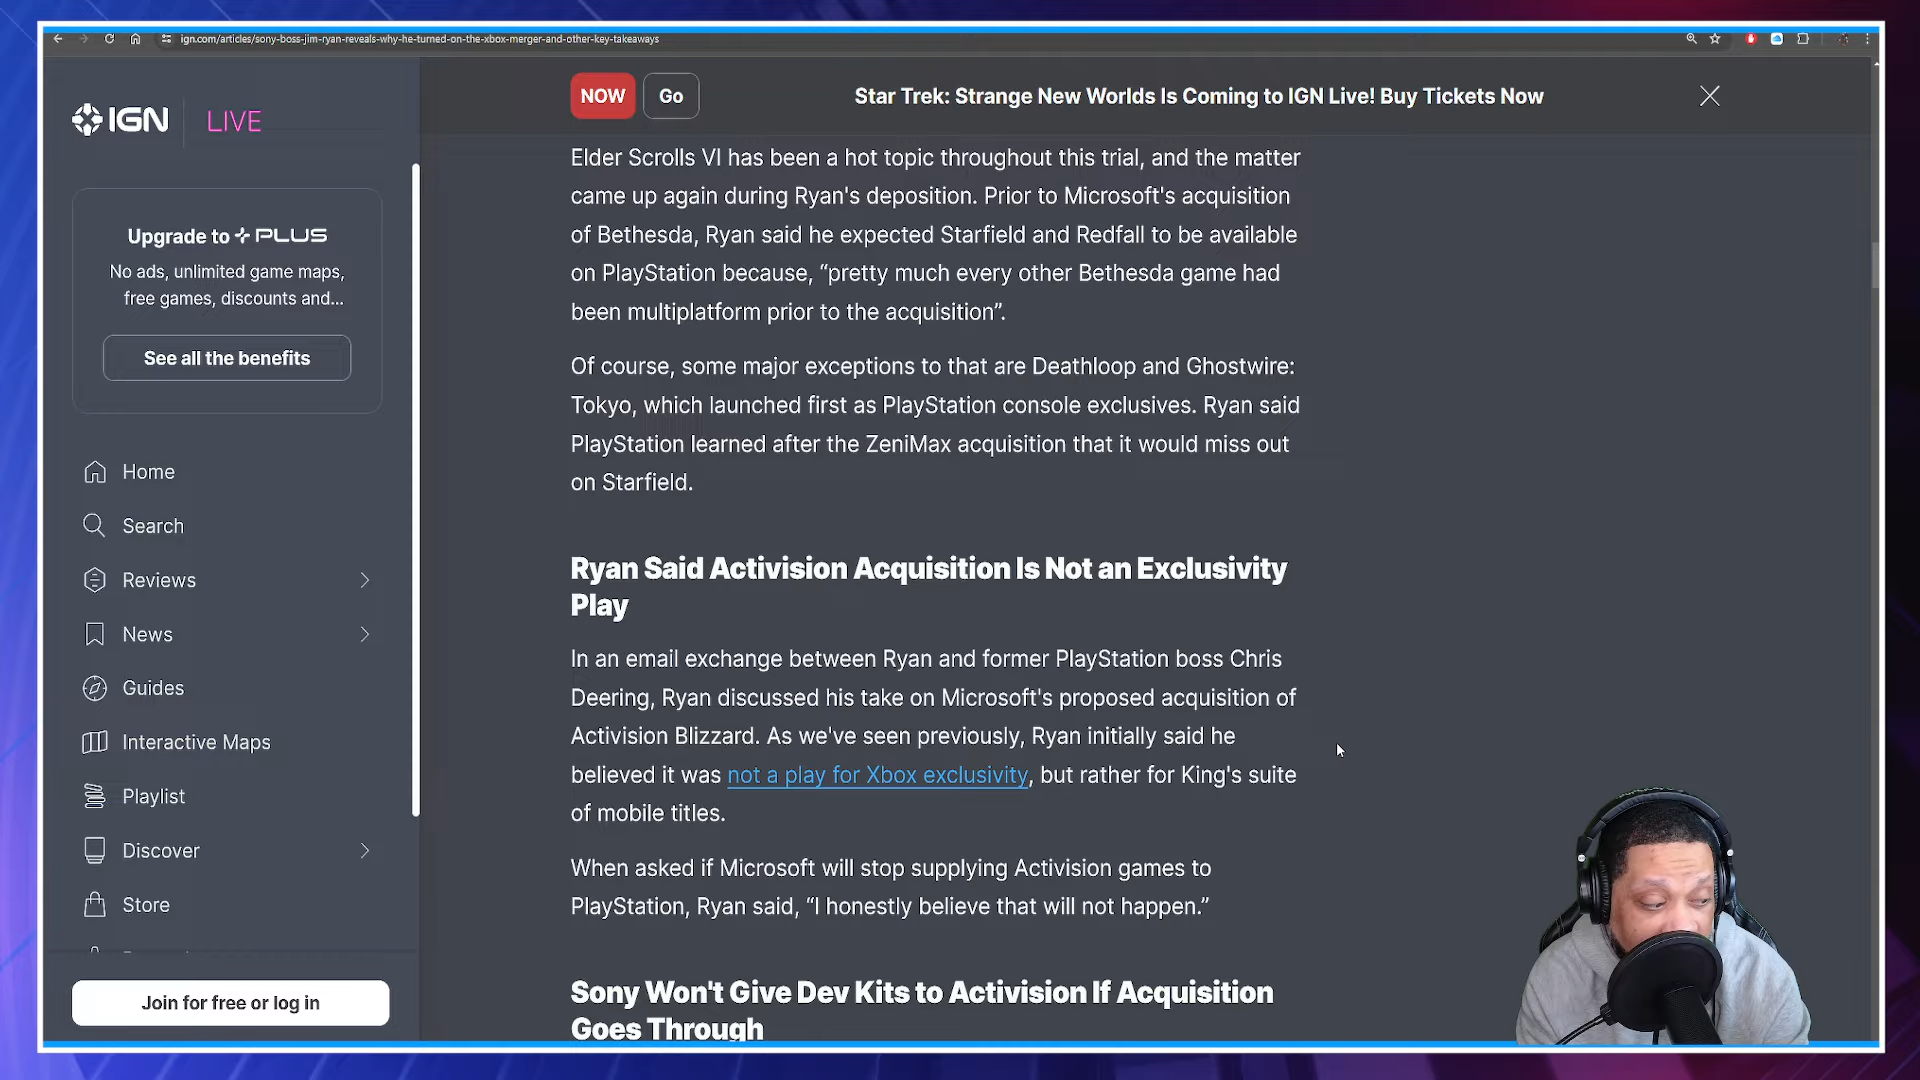 ign.com/articles/sony-boss-jim-ryan-reveals-why-he-turned-on-the-xbox-merger-and-other-key-takeaways
IGN LIVE
NOW Go Star Trek: Strange New Worlds Is Coming to IGN Live! Buy Tickets Now
Upgrade to PLUS
No ads, unlimited game maps,
free games, discounts and...
See all the benefits
Home
Search
Reviews
News
Guides
Interactive Maps
Playlist
Discover
Store
Join for free or log in
Elder Scrolls VI has been a hot topic throughout this trial, and the matter
came up again during Ryan's deposition. Prior to Microsoft's acquisition
of Bethesda, Ryan said he expected Starfield and Redfall to be available
on PlayStation because, “pretty much every other Bethesda game had
been multiplatform prior to the acquisition”.
Of course, some major exceptions to that are Deathloop and Ghostwire:
Tokyo, which launched first as PlayStation console exclusives. Ryan said
PlayStation learned after the ZeniMax acquisition that it would miss out
on Starfield.
Ryan Said Activision Acquisition Is Not an Exclusivity
Play
In an email exchange between Ryan and former PlayStation boss Chris
Deering, Ryan discussed his take on Microsoft's proposed acquisition of
Activision Blizzard. As we've seen previously, Ryan initially said he
believed it was not a play for Xbox exclusivity, but rather for King's suite
of mobile titles.
When asked if Microsoft will stop supplying Activision games to
PlayStation, Ryan said, “I honestly believe that will not happen.”
Sony Won't Give Dev Kits to Activision If Acquisition
Goes Through